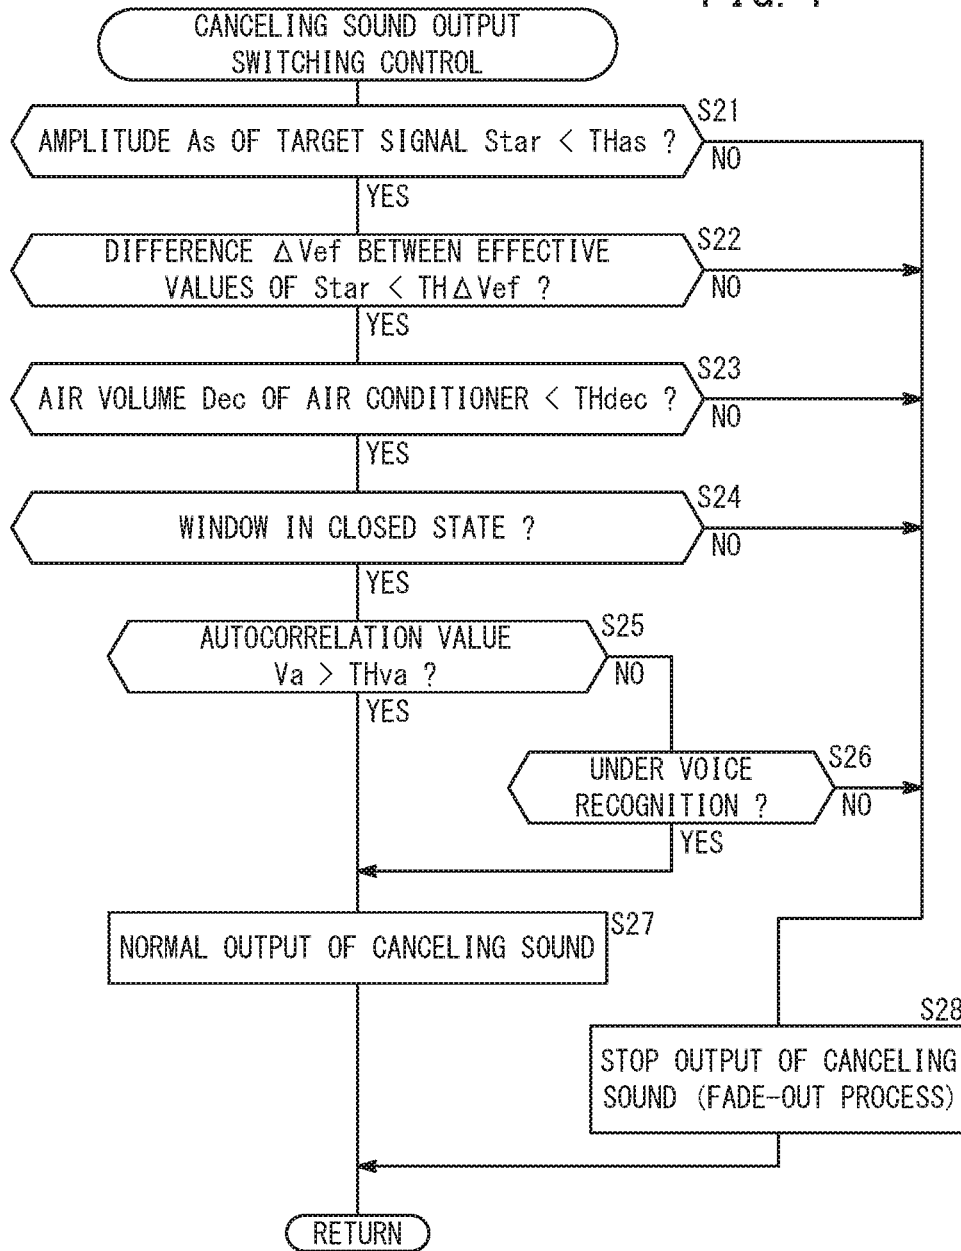 CANCELING SOUND OUTPUT
SWITCHING CONTROL
AMPLITUDE As OF TARGET SIGNAL Star < THas ?
S21
NO
YES
DIFFERENCE ΔVef BETWEEN EFFECTIVE
VALUES OF Star < THΔVef ?
S22
NO
YES
AIR VOLUME Dec OF AIR CONDITIONER < THdec ?
S23
NO
YES
WINDOW IN CLOSED STATE ?
S24
NO
YES
AUTOCORRELATION VALUE
Va > THva ?
S25
NO
YES
UNDER VOICE
RECOGNITION ?
S26
NO
YES
NORMAL OUTPUT OF CANCELING SOUND
S27
S28
STOP OUTPUT OF CANCELING
SOUND (FADE-OUT PROCESS)
RETURN